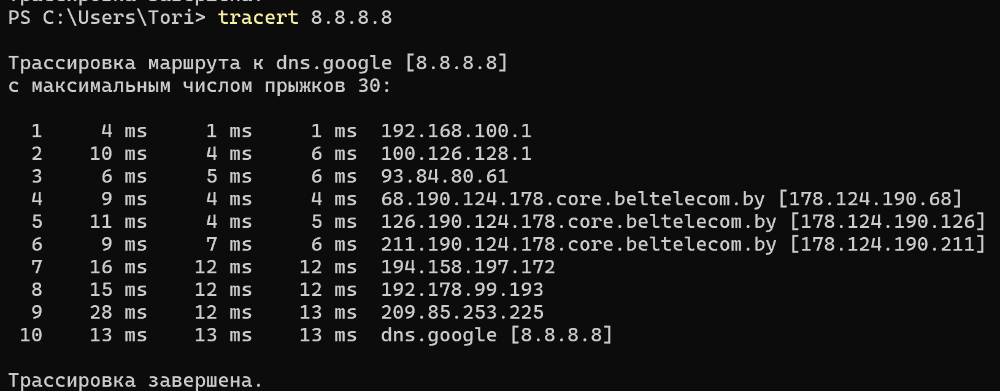 Трассировка завершена.
PS C:\Users\Tori> tracert 8.8.8.8
Трассировка маршрута к dns.google [8.8.8.8]
с максимальным числом прыжков 30:
1 4 ms 1 ms 1 ms 192.168.100.1
2 10 ms 4 ms 6 ms 100.126.128.1
3 6 ms 5 ms 6 ms 93.84.80.61
4 9 ms 4 ms 4 ms 68.190.124.178.core.beltelecom.by [178.124.190.68]
5 11 ms 4 ms 5 ms 126.190.124.178.core.beltelecom.by [178.124.190.126]
6 9 ms 7 ms 6 ms 211.190.124.178.core.beltelecom.by [178.124.190.211]
7 16 ms 12 ms 12 ms 194.158.197.172
8 15 ms 12 ms 12 ms 192.178.99.193
9 28 ms 12 ms 13 ms 209.85.253.225
10 13 ms 13 ms 13 ms dns.google [8.8.8.8]
Трассировка завершена.